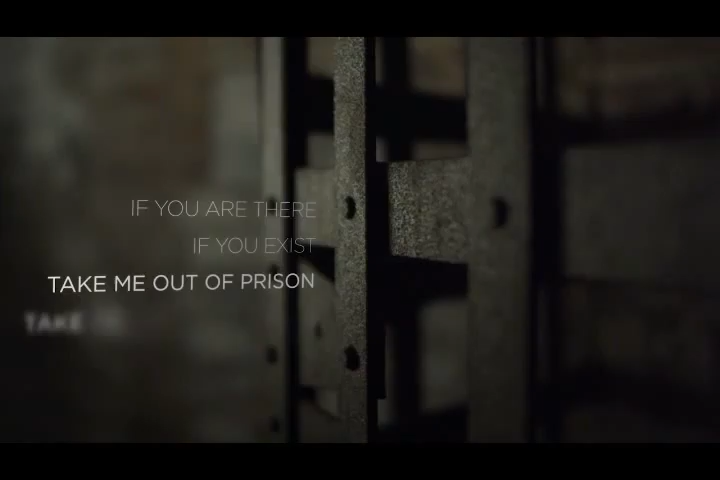 IF YOU ARE THERE
IF YOU EXIST
TAKE ME OUT OF PRISON
TAKE